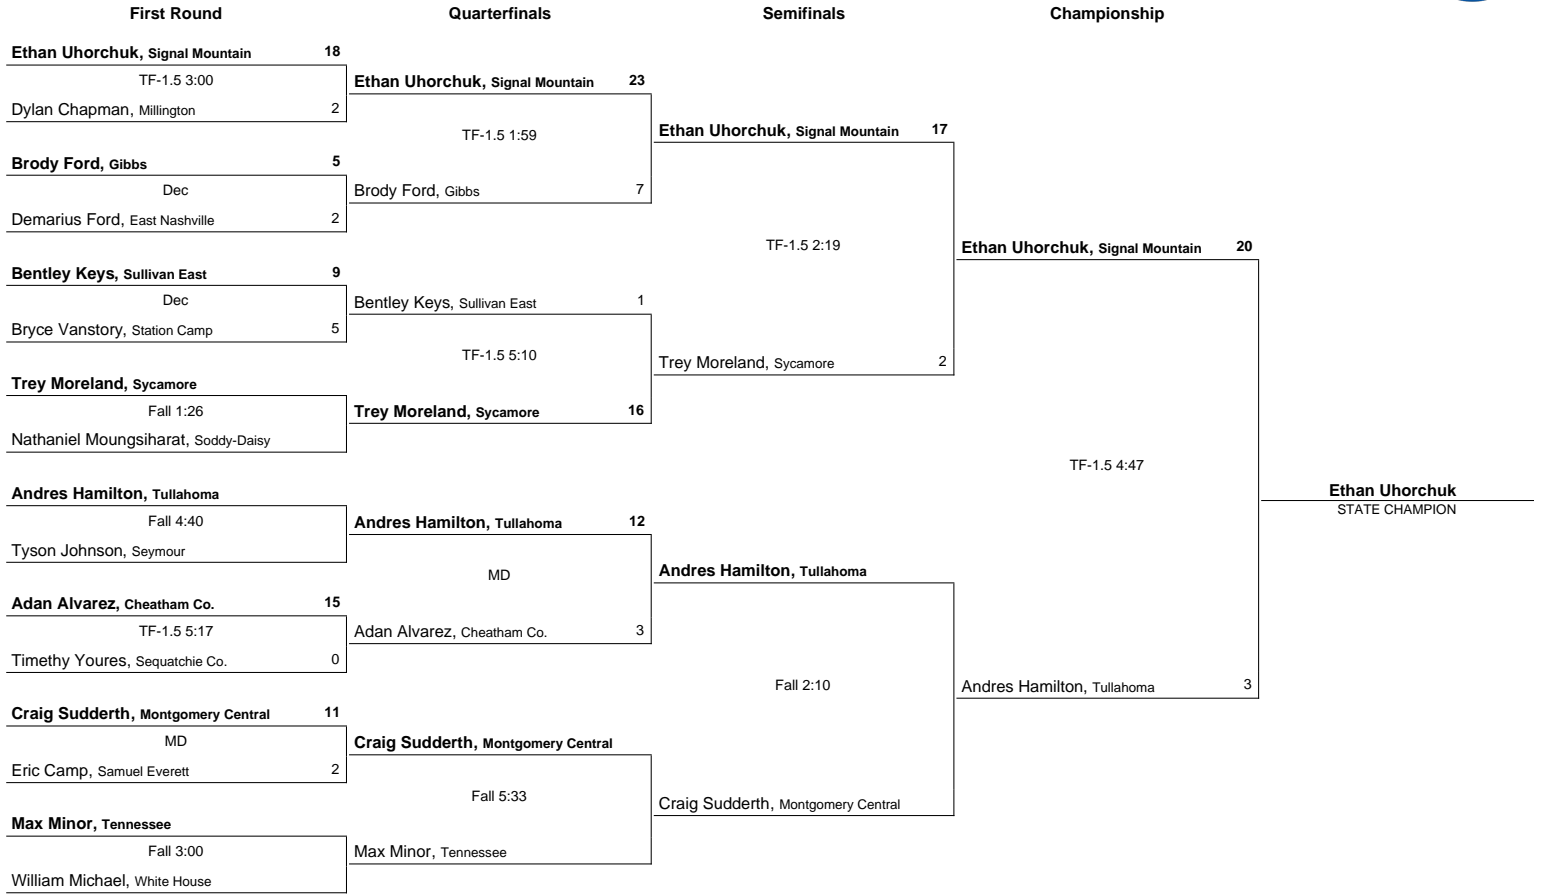 First Round Quarterfinals Semifinals Championship
Ethan Uhorchuk, Signal Mountain 18
TF-1.5 3:00
Dylan Chapman, Millington 2
Brody Ford, Gibbs 5
Dec
Demarius Ford, East Nashville 2
Bentley Keys, Sullivan East 9
Dec
Bryce Vanstory, Station Camp 5
Trey Moreland, Sycamore
Fall 1:26
Nathaniel Moungsiharat, Soddy-Daisy
Andres Hamilton, Tullahoma
Fall 4:40
Tyson Johnson, Seymour
Adan Alvarez, Cheatham Co. 15
TF-1.5 5:17
Timethy Youres, Sequatchie Co. 0
Craig Sudderth, Montgomery Central 11
MD
Eric Camp, Samuel Everett 2
Max Minor, Tennessee
Fall 3:00
William Michael, White House
Ethan Uhorchuk, Signal Mountain 23
TF-1.5 1:59
Brody Ford, Gibbs 7
Bentley Keys, Sullivan East 1
TF-1.5 5:10
Trey Moreland, Sycamore 16
Andres Hamilton, Tullahoma 12
MD
Adan Alvarez, Cheatham Co. 3
Craig Sudderth, Montgomery Central
Fall 5:33
Max Minor, Tennessee
Ethan Uhorchuk, Signal Mountain 17
TF-1.5 2:19
Trey Moreland, Sycamore 2
Andres Hamilton, Tullahoma
Fall 2:10
Craig Sudderth, Montgomery Central
Ethan Uhorchuk, Signal Mountain 20
TF-1.5 4:47
Andres Hamilton, Tullahoma 3
Ethan Uhorchuk
STATE CHAMPION